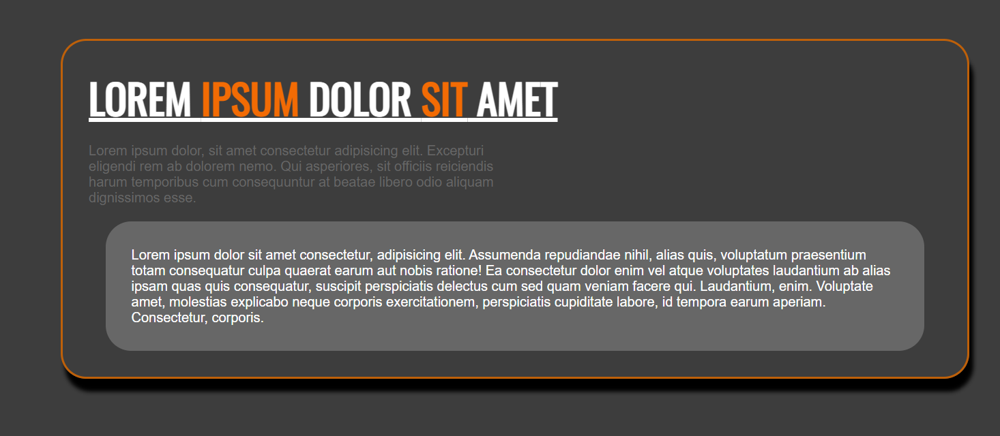 LOREM IPSUM DOLOR SIT AMET
Lorem ipsum dolor, sit amet consectetur adipisicing elit. Excepturi
eligendi rem ab dolorem nemo. Qui asperiores, sit officiis reiciendis
harum temporibus cum consequuntur at beatae libero odio aliquam
dignissimos esse.
Lorem ipsum dolor sit amet consectetur, adipisicing elit. Assumenda repudiandae nihil, alias quis, voluptatum praesentium
totam consequatur culpa quaerat earum aut nobis ratione! Ea consectetur dolor enim vel atque voluptates laudantium ab alias
ipsam quas quis consequatur, suscipit perspiciatis delectus cum sed quam veniam facere qui. Laudantium, enim. Voluptate
amet, molestias explicabo neque corporis exercitationem, perspiciatis cupiditate labore, id tempora earum aperiam.
Consectetur, corporis.